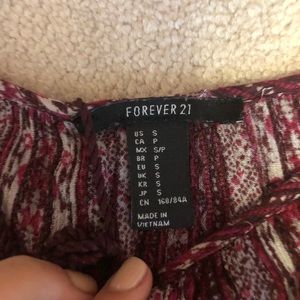 FOREVER 21
US S
CA P
MX S/P
BR P
EU S
UK S
KR S
JP S
CN 160/84A
MADE IN
VIETNAM